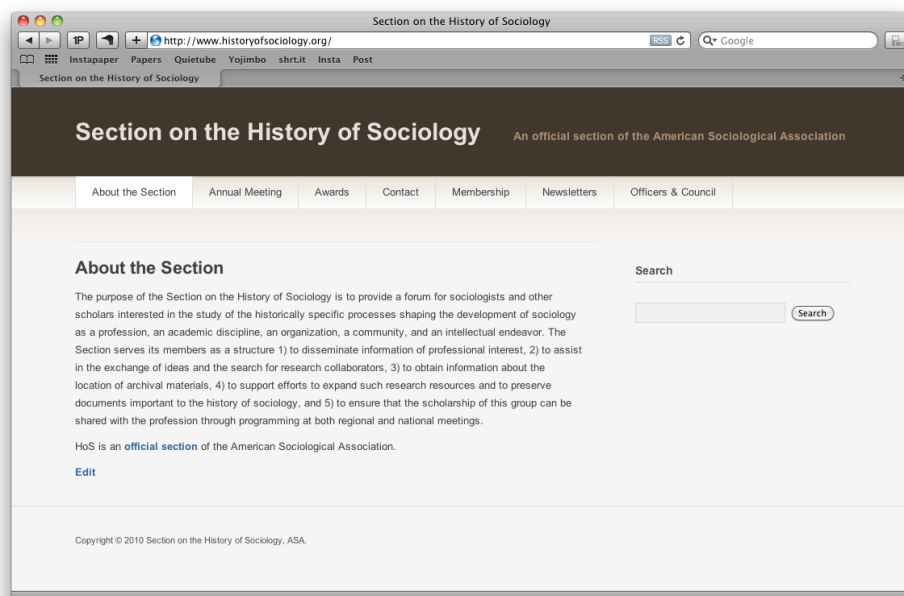 Section on the History of Sociology
1P
http://www.historyofsociology.org/
RSS
Google
Instapaper Papers Quietube Yojimbo shrt.it Insta Post
Section on the History of Sociology
Section on the History of Sociology An official section of the American Sociological Association
About the Section Annual Meeting Awards Contact Membership Newsletters Officers & Council
About the Section
Search
The purpose of the Section on the History of Sociology is to provide a forum for sociologists and other
scholars interested in the study of the historically specific processes shaping the development of sociology
as a profession, an academic discipline, an organization, a community, and an intellectual endeavor. The
Section serves its members as a structure 1) to disseminate information of professional interest, 2) to assist
in the exchange of ideas and the search for research collaborators, 3) to obtain information about the
location of archival materials, 4) to support efforts to expand such research resources and to preserve
documents important to the history of sociology, and 5) to ensure that the scholarship of this group can be
shared with the profession through programming at both regional and national meetings.
Search
HoS is an official section of the American Sociological Association.
Edit
Copyright © 2010 Section on the History of Sociology, ASA.